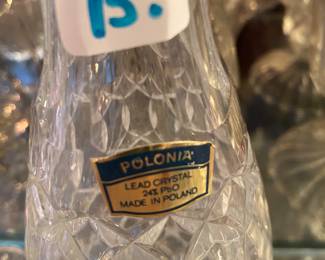 15.
POLONIA
LEAD CRYSTAL
24% PbO
MADE IN POLAND